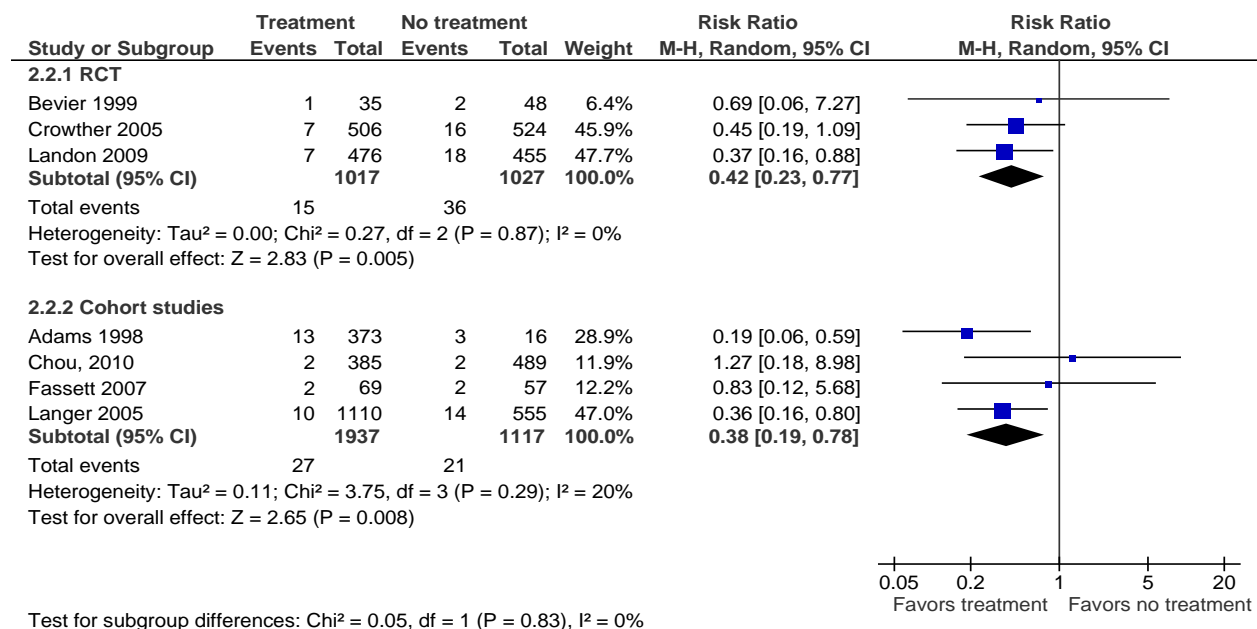 Treatment No treatment Risk Ratio Risk Ratio
Study or Subgroup Events Total Events Total Weight M-H, Random, 95% CI M-H, Random, 95% CI
2.2.1 RCT
Bevier 1999 1 35 2 48 6.4% 0.69 [0.06, 7.27]
Crowther 2005 7 506 16 524 45.9% 0.45 [0.19, 1.09]
Landon 2009 7 476 18 455 47.7% 0.37 [0.16, 0.88]
Subtotal (95% CI) 1017 1027 100.0% 0.42 [0.23, 0.77]
Total events 15 36
Heterogeneity: Tau² = 0.00; Chi² = 0.27, df = 2 (P = 0.87); I² = 0%
Test for overall effect: Z = 2.83 (P = 0.005)
2.2.2 Cohort studies
Adams 1998 13 373 3 16 28.9% 0.19 [0.06, 0.59]
Chou, 2010 2 385 2 489 11.9% 1.27 [0.18, 8.98]
Fassett 2007 2 69 2 57 12.2% 0.83 [0.12, 5.68]
Langer 2005 10 1110 14 555 47.0% 0.36 [0.16, 0.80]
Subtotal (95% CI) 1937 1117 100.0% 0.38 [0.19, 0.78]
Total events 27 21
Heterogeneity: Tau² = 0.11; Chi² = 3.75, df = 3 (P = 0.29); I² = 20%
Test for overall effect: Z = 2.65 (P = 0.008)
0.05 0.2 1 5 20
Favors treatment Favors no treatment
Test for subgroup differences: Chi² = 0.05, df = 1 (P = 0.83), I² = 0%